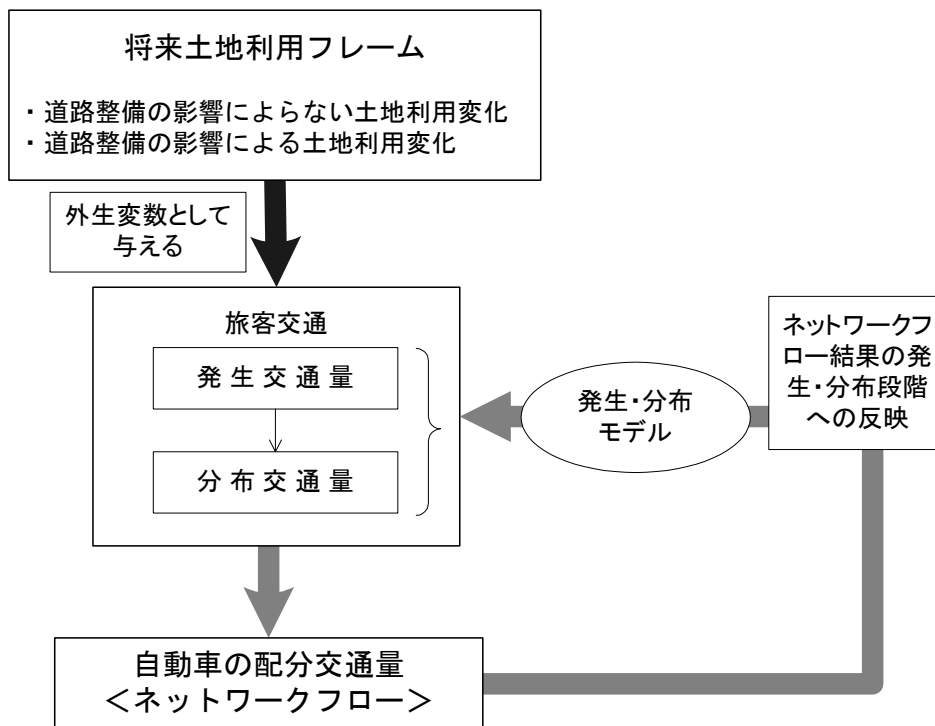 将来土地利用フレーム
・道路整備の影響によらない土地利用変化
・道路整備の影響による土地利用変化
外生変数として
与える
旅客交通
発生交通量
分布交通量
発生・分布
モデル
ネットワークフ
ロー結果の発
生・分布段階
への反映
自動車の配分交通量
＜ネットワークフロー＞